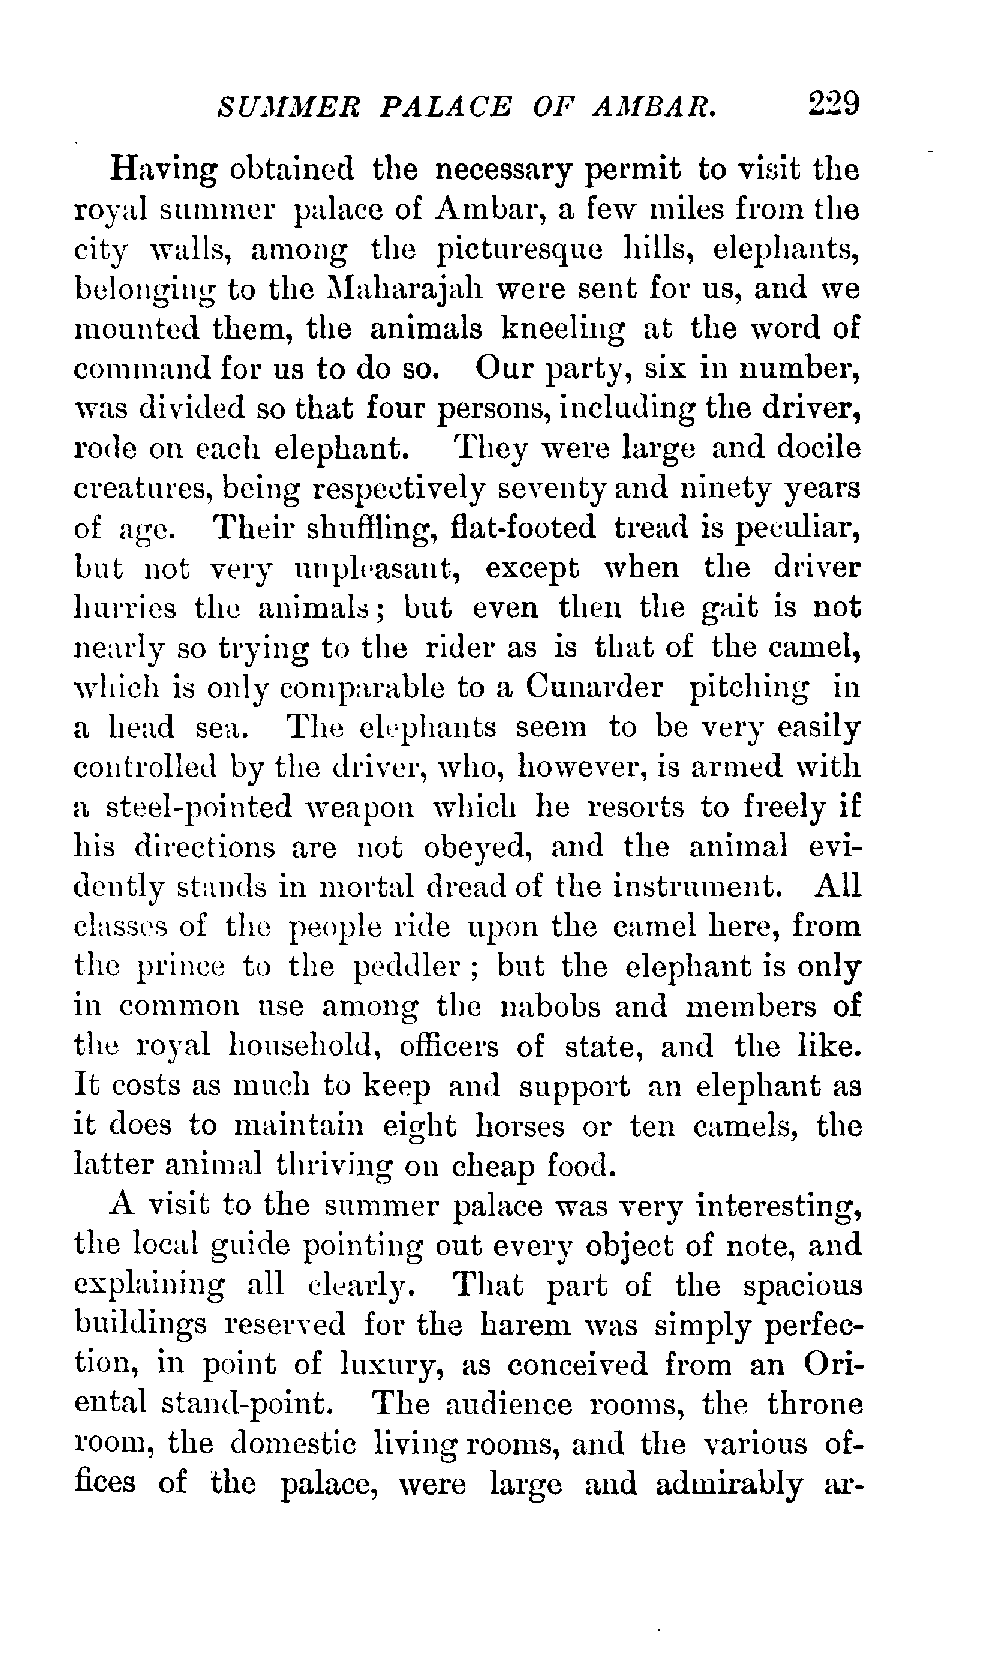 SUMMER PALACE OF AMBAR. 229
Having obtained the necessary permit to visit the
royal summer palace of Ambar, a few miles from the
city walls, among the picturesque hills, elephants,
belonging to the Maharajah were sent for us, and we
mounted them, the animals kneeling at the word of
command for us to do so. Our party, six in number,
was divided so that four persons, including the driver,
rode on each elephant. They were large and docile
creatures, being respectively seventy and ninety years
of age. Their shuffling, flat-footed tread is peculiar,
but not very unpleasant, except when the driver
hurries the animals; but even then the gait is not
nearly so trying to the rider as is that of the camel,
which is only comparable to a Cunarder pitching in
a head sea. The elephants seem to be very easily
controlled by the driver, who, however, is armed with
a steel-pointed weapon which he resorts to freely if
his directions are not obeyed, and the animal evi-
dently stands in mortal dread of the instrument. All
classes of the people ride upon the camel here, from
the prince to the peddler; but the elephant is only
in common use among the nabobs and members of
the royal household, officers of state, and the like.
It costs as much to keep and support an elephant as
it does to maintain eight horses or ten camels, the
latter animal thriving on cheap food.
A visit to the summer palace was very interesting,
the local guide pointing out every object of note, and
explaining all clearly. That part of the spacious
buildings reserved for the harem was simply perfec-
tion, in point of luxury, as conceived from an Ori-
ental stand-point. The audience rooms, the throne
room, the domestic living rooms, and the various of-
fices of the palace, were large and admirably ar-